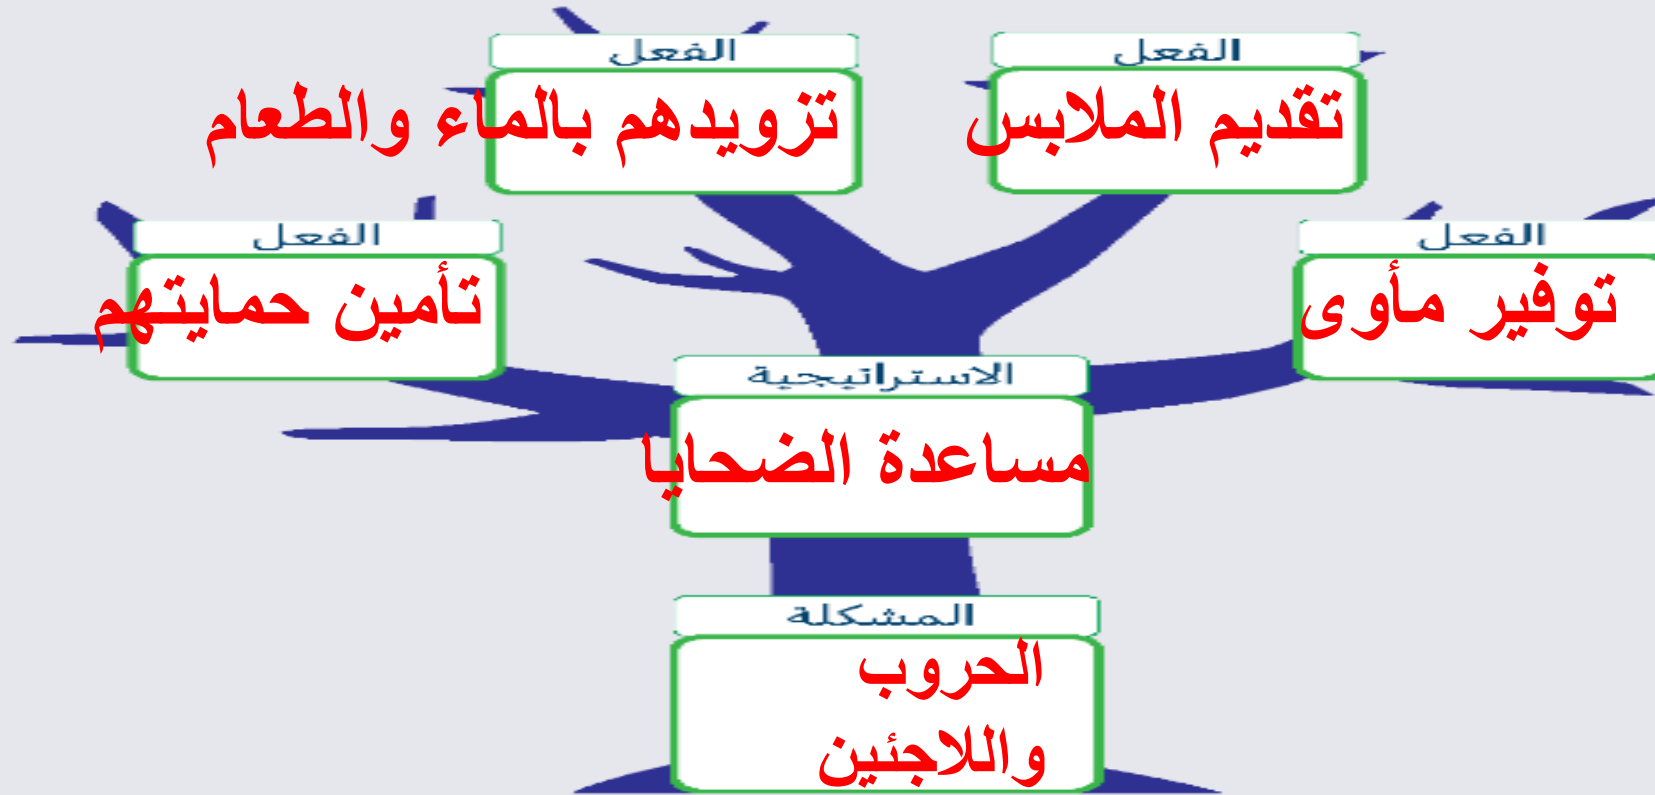 الفعل
تقديم الملابس
الفعل
تزويدهم بالماء والطعام
الفعل
توفير مأوى
الفعل
تأمين حمايتهم
الاستراتيجية
مساعدة الضحايا
المشكلة
الحروب
واللاجئين